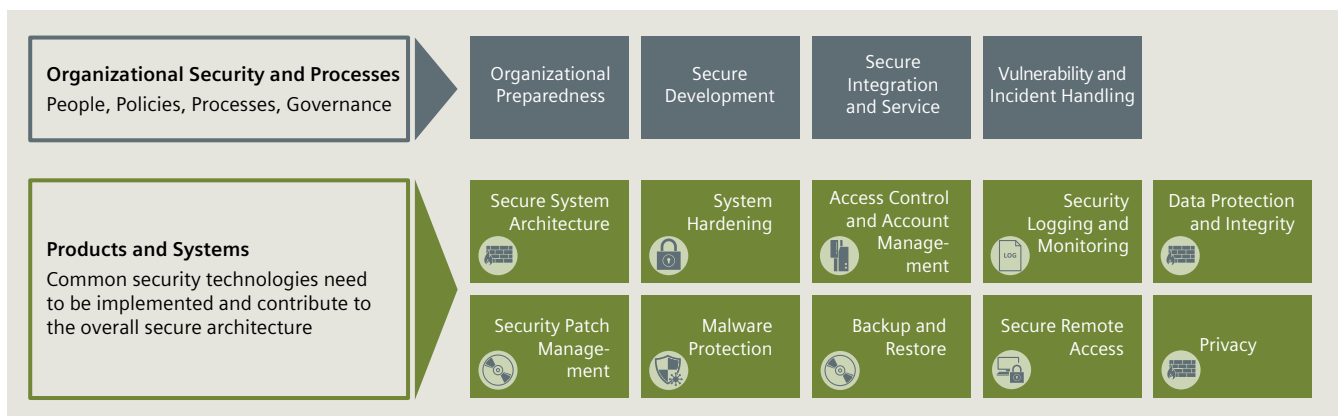 Organizational Security and Processes
People, Policies, Processes, Governance
Organizational
Preparedness
Secure
Development
Secure
Integration
and Service
Vulnerability and
Incident Handling
Products and Systems
Common security technologies need
to be implemented and contribute to
the overall secure architecture
Secure System
Architecture
System
Hardening
Access Control
and Account
Manage-
ment
Security
Logging and
Monitoring
LOG
Data Protection
and Integrity
Security Patch
Manage-
ment
Malware
Protection
Backup and
Restore
Secure Remote
Access
Privacy